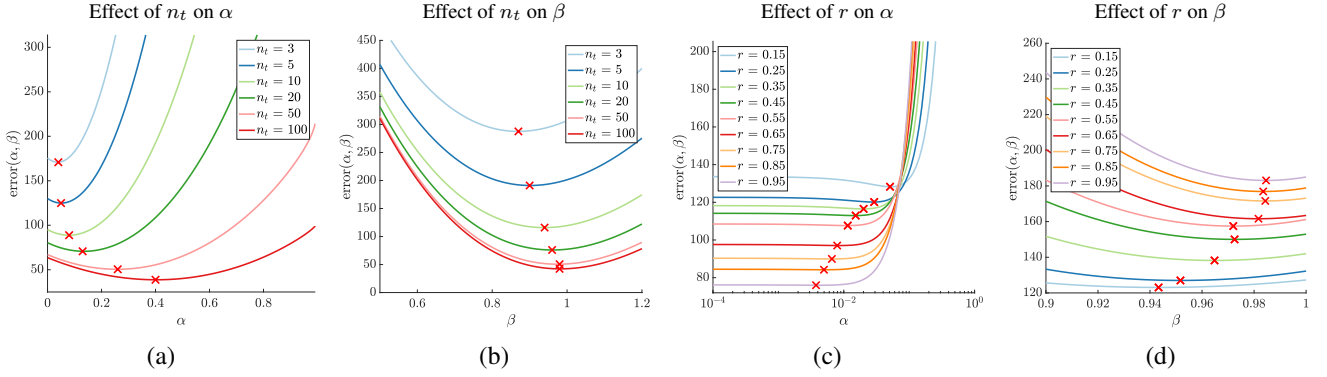 Effect of n_t on α
error(α, β)
300
250
200
150
100
50
0 0.2 0.4 0.6 0.8
α
n_t = 3
n_t = 5
n_t = 10
n_t = 20
n_t = 50
n_t = 100
(a)
Effect of n_t on β
error(α, β)
450
400
350
300
250
200
150
100
50
0
0.6 0.8 1 1.2
β
n_t = 3
n_t = 5
n_t = 10
n_t = 20
n_t = 50
n_t = 100
(b)
Effect of r on α
error(α, β)
200
180
160
140
120
100
80
10^-4 10^-2 10^0
α
r = 0.15
r = 0.25
r = 0.35
r = 0.45
r = 0.55
r = 0.65
r = 0.75
r = 0.85
r = 0.95
(c)
Effect of r on β
error(α, β)
260
240
220
200
180
160
140
120
0.9 0.92 0.94 0.96 0.98 1
β
r = 0.15
r = 0.25
r = 0.35
r = 0.45
r = 0.55
r = 0.65
r = 0.75
r = 0.85
r = 0.95
(d)